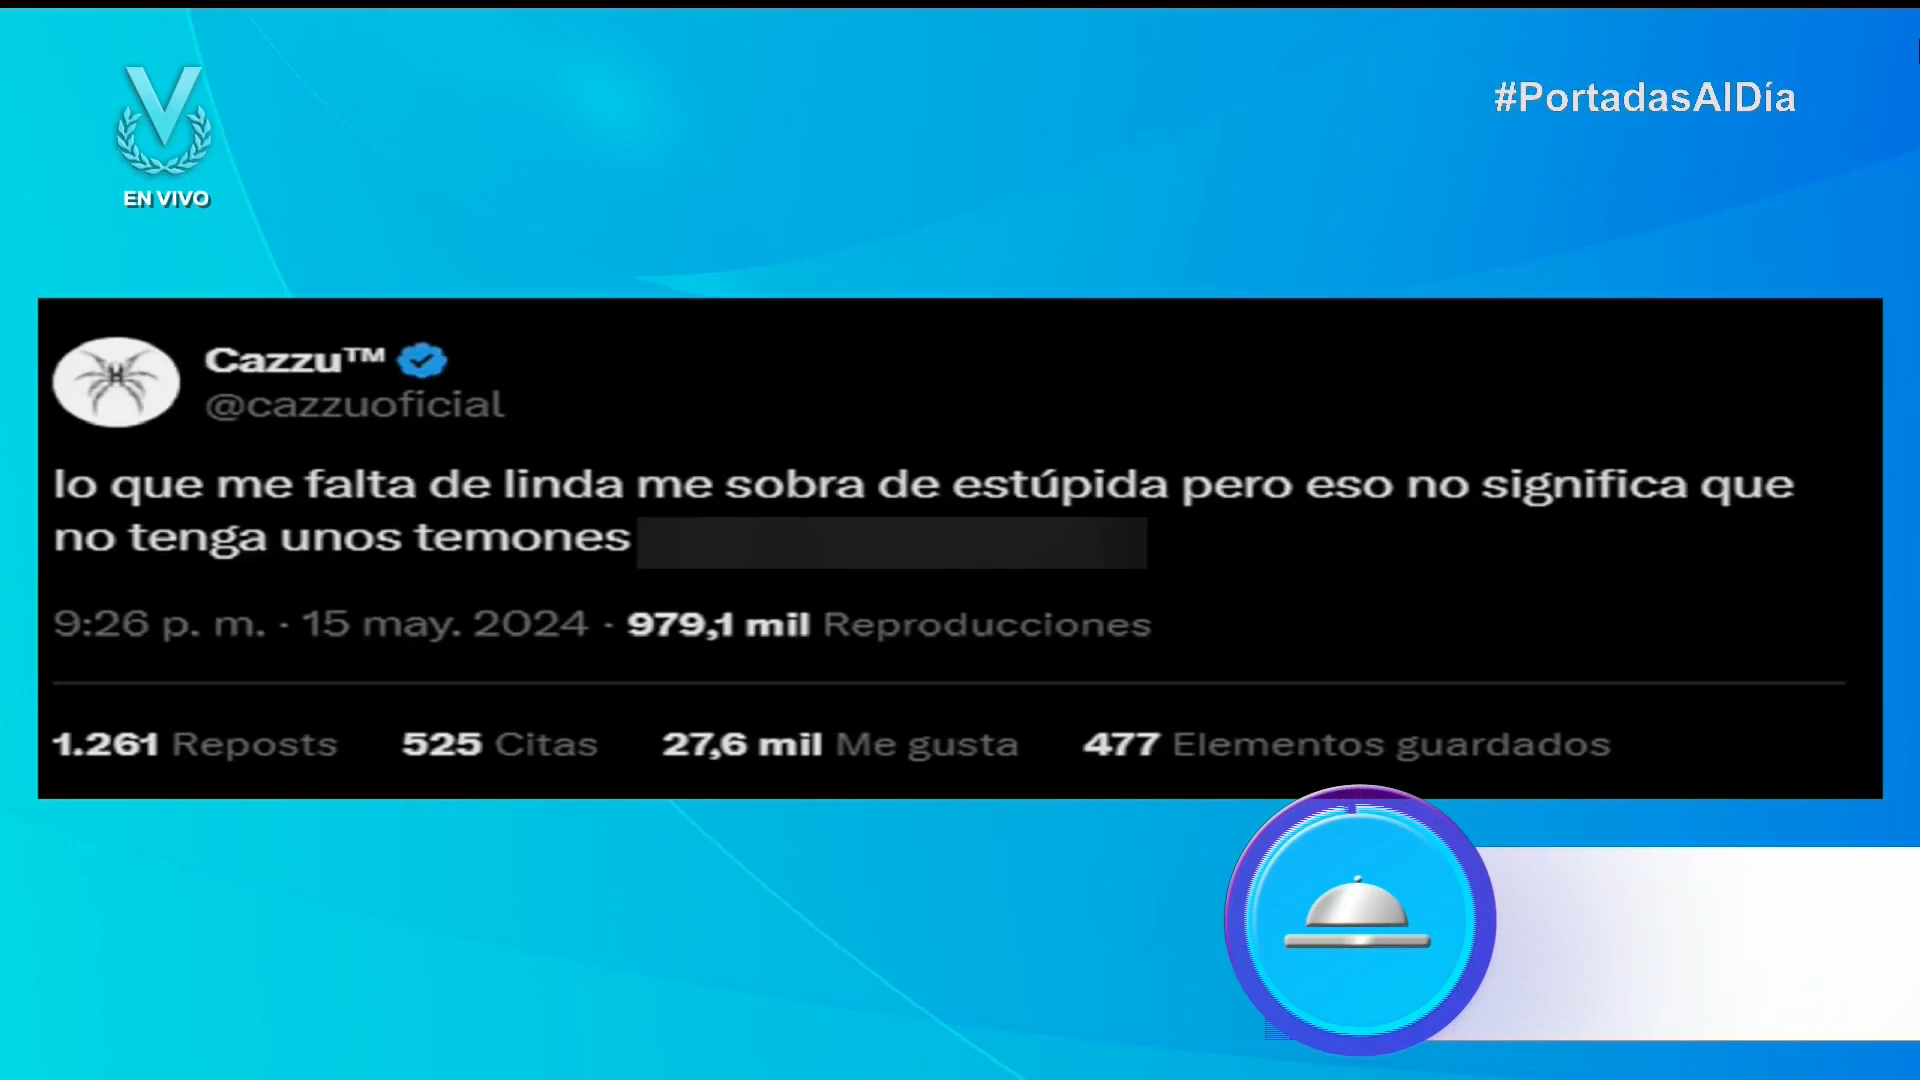 V
EN VIVO
#PortadasAlDía
Cazzu™
@cazzuoficial
lo que me falta de linda me sobra de estúpida pero eso no significa que
no tenga unos temones
9:26 p. m. · 15 may. 2024 · 979,1 mil Reproducciones
1.261 Reposts 525 Citas 27,6 mil Me gusta 477 Elementos guardados